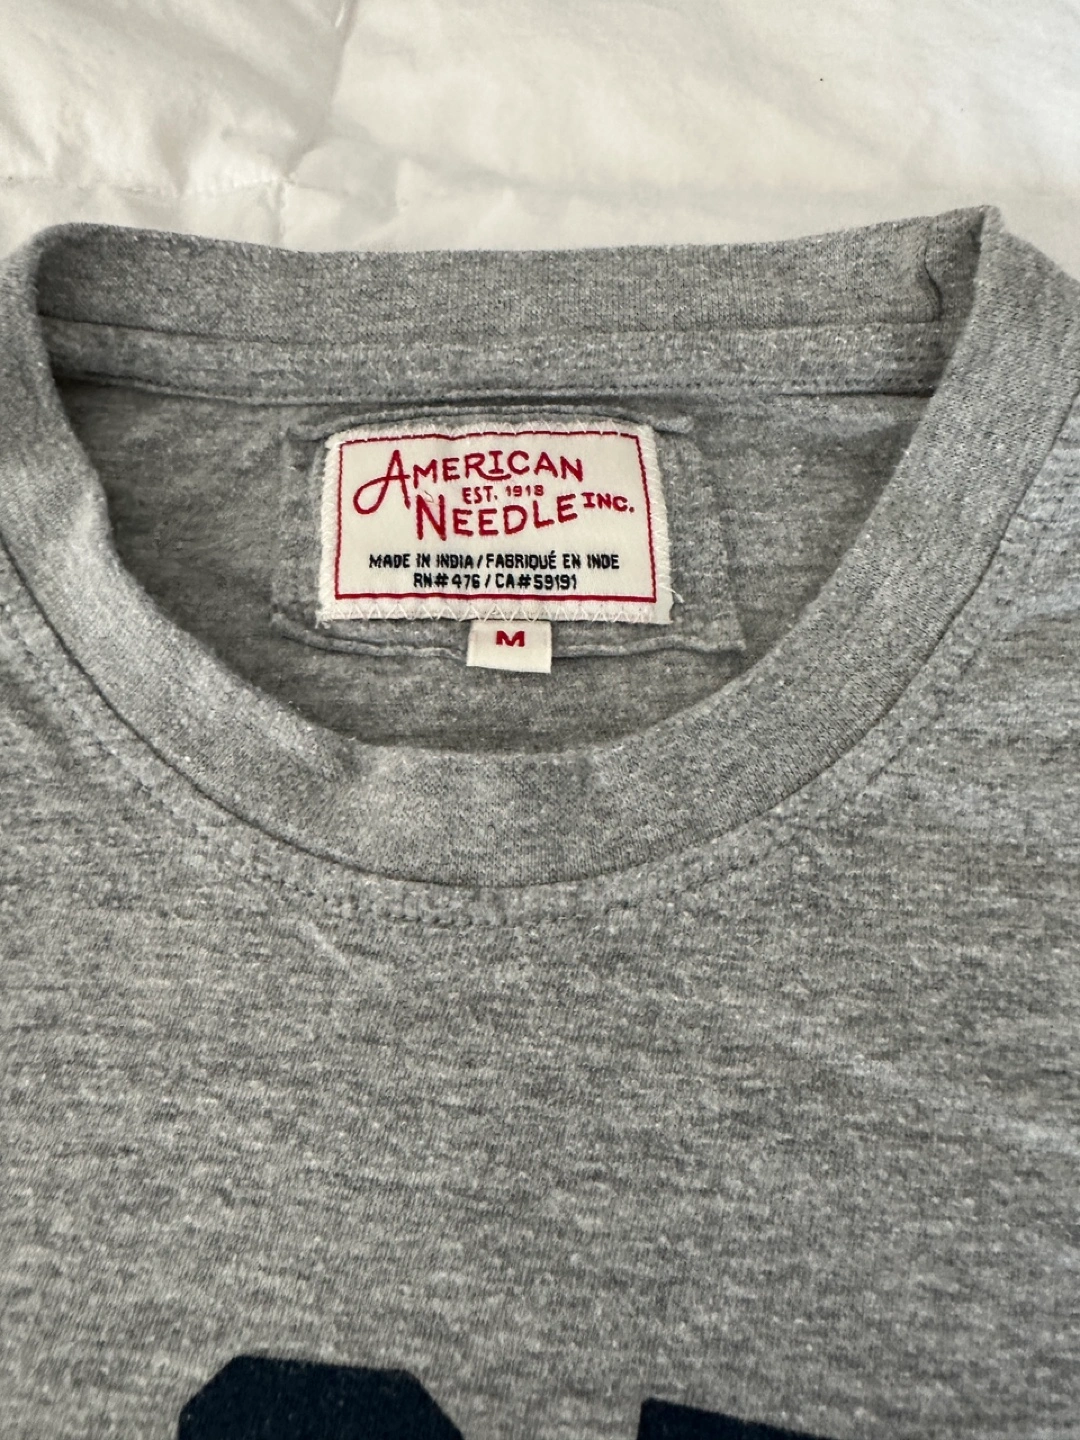 AMERICAN
EST. 1918
NEEDLE INC.
MADE IN INDIA / FABRIQUÉ EN INDE
RN# 476 / CA# 59191
M